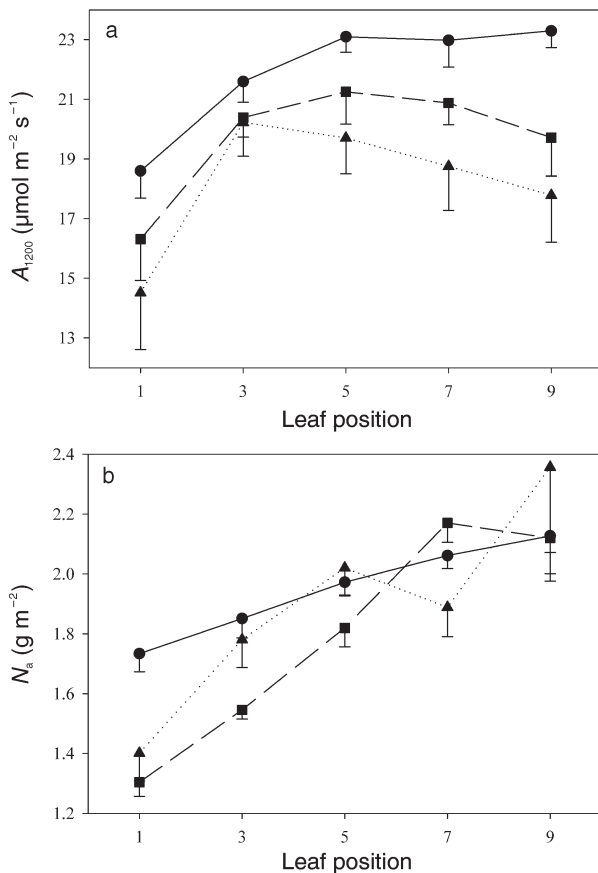 a
23
21
19
17
15
13
A₁₂₀₀ (μmol m⁻² s⁻¹)
1 3 5 7 9
Leaf position
b
2.4
2.2
2.0
1.8
1.6
1.4
1.2
Nₐ (g m⁻²)
1 3 5 7 9
Leaf position